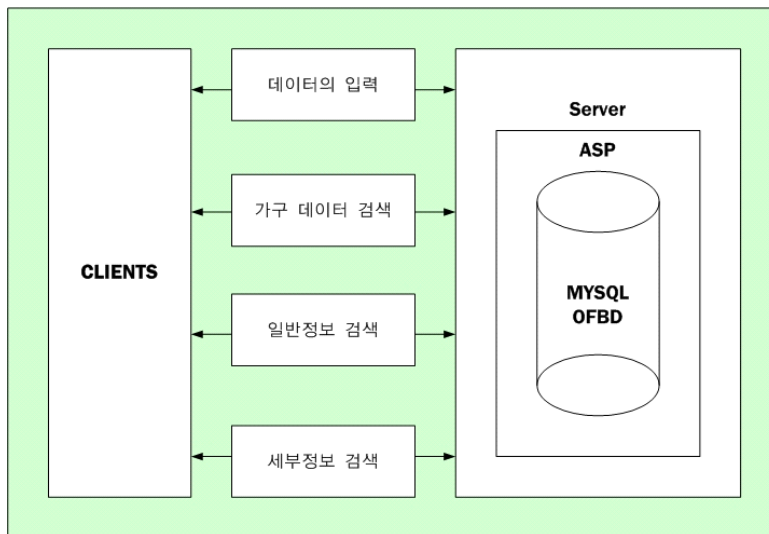 데이터의 입력
Server
ASP
가구 데이터 검색
CLIENTS
MYSQL
OFBD
일반정보 검색
세부정보 검색